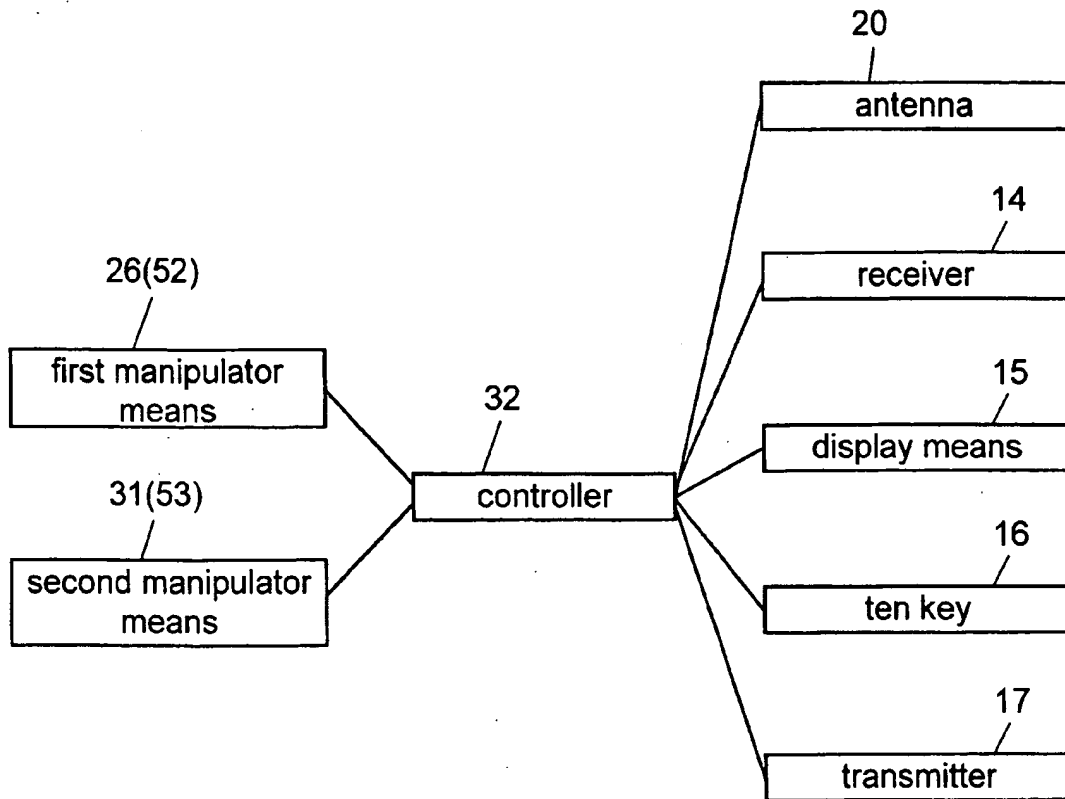 20
antenna
14
receiver
26(52)
first manipulator
means
15
display means
32
controller
31(53)
second manipulator
means
16
ten key
17
transmitter